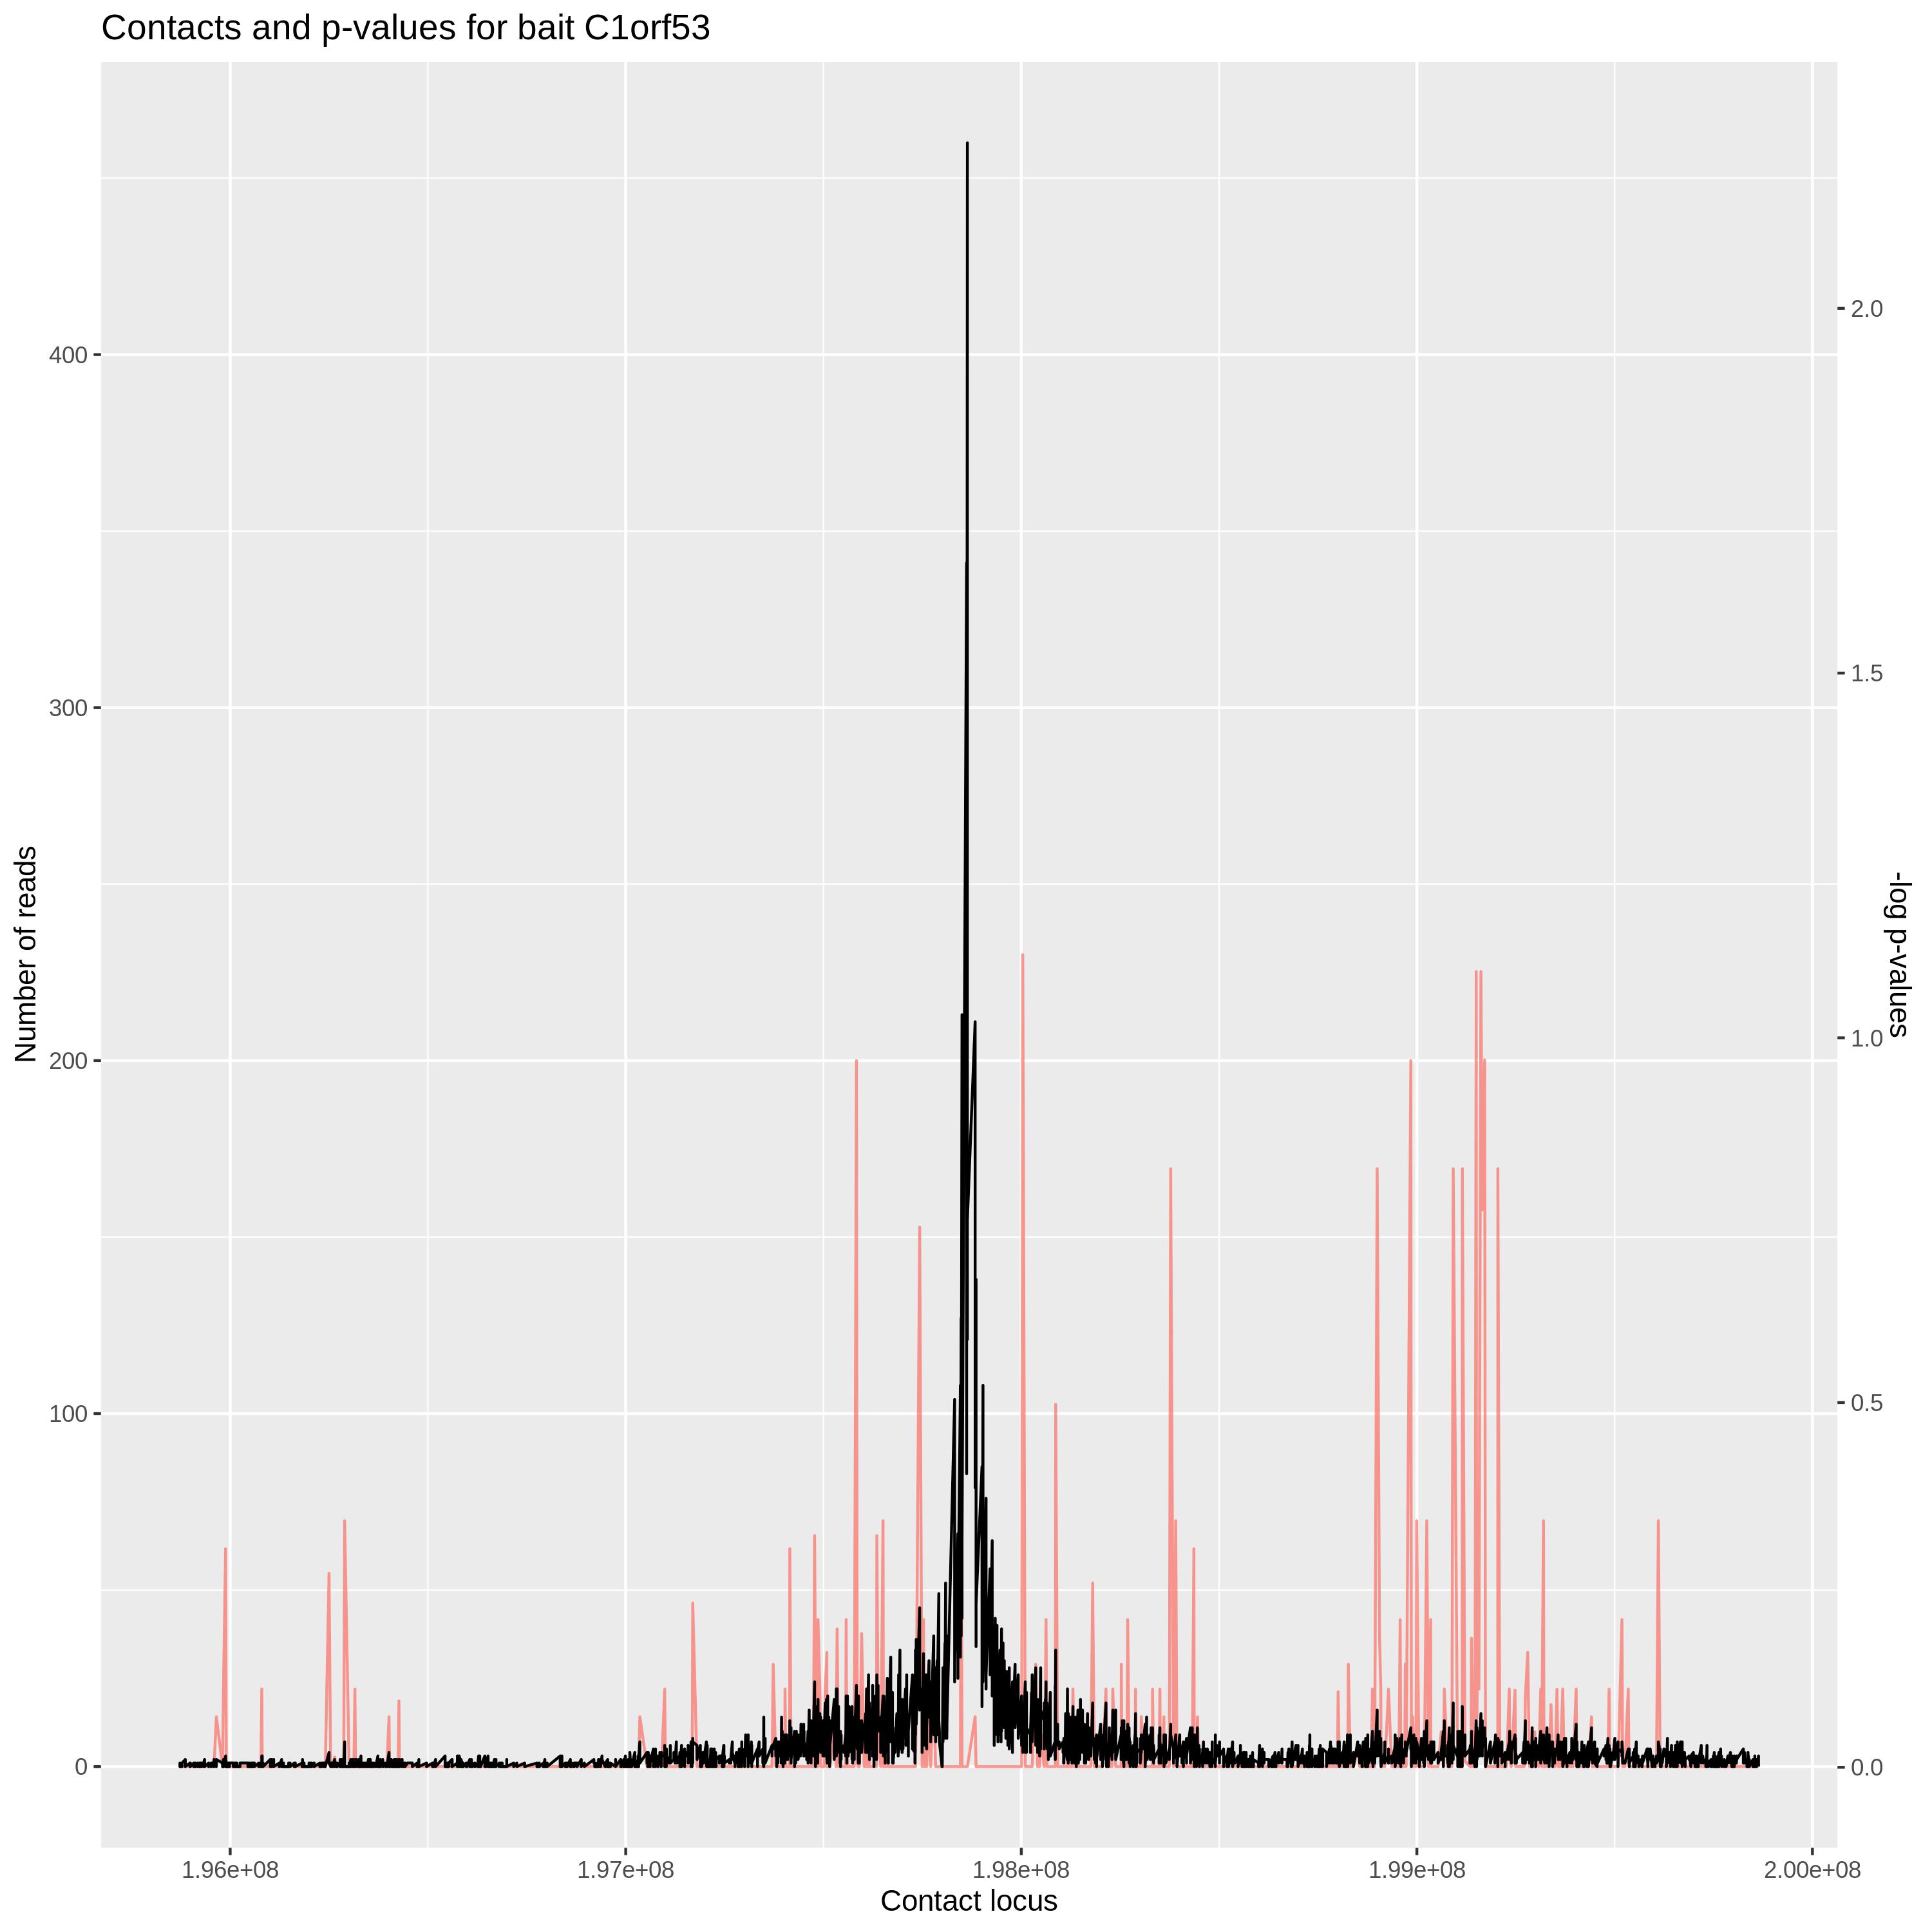 Contacts and p-values for bait C1orf53
Number of reads
400
300
200
100
0
2.0
1.5
1.0
0.5
0.0
-log p-values
1.96e+08 1.97e+08 1.98e+08 1.99e+08 2.00e+08
Contact locus